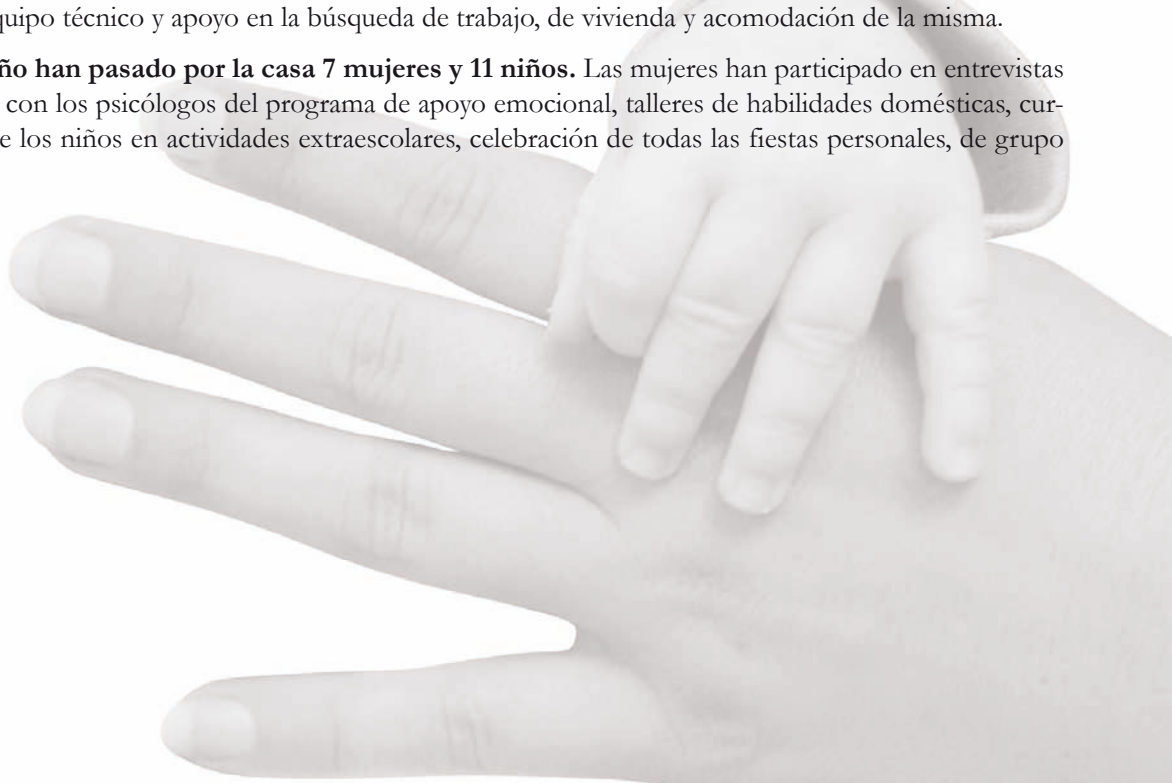 quipo técnico y apoyo en la búsqueda de trabajo, de vivienda y acomodación de la misma.
ño han pasado por la casa 7 mujeres y 11 niños. Las mujeres han participado en entrevistas
con los psicólogos del programa de apoyo emocional, talleres de habilidades domésticas, cur-
e los niños en actividades extraescolares, celebración de todas las fiestas personales, de grupo